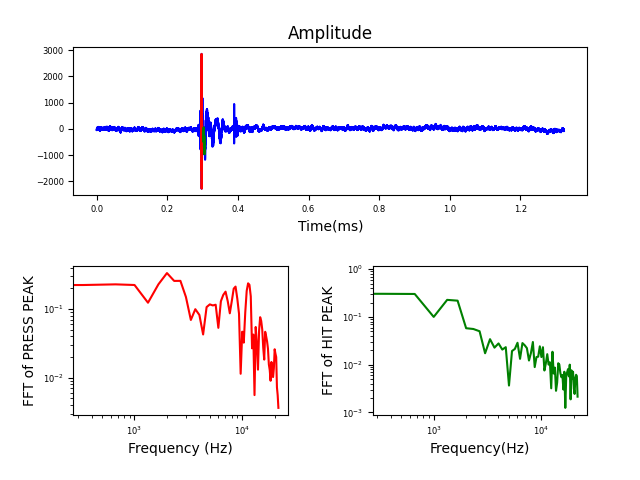 Amplitude
3000
2000
1000
0
−1000
−2000
0.0 0.2 0.4 0.6 0.8 1.0 1.2
Time(ms)
FFT of PRESS PEAK
10⁻¹
10⁻²
10³ 10⁴
Frequency (Hz)
FFT of HIT PEAK
10⁰
10⁻¹
10⁻²
10⁻³
10³ 10⁴
Frequency(Hz)